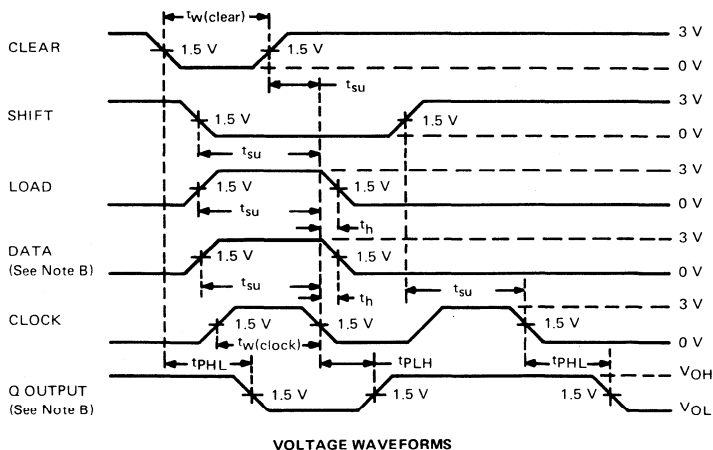 tw(clear)
CLEAR 1.5 V 1.5 V 3 V
0 V
tsu
SHIFT 1.5 V 1.5 V 3 V
0 V
tsu
LOAD 1.5 V 1.5 V 3 V
0 V
tsu th
DATA 1.5 V 1.5 V 3 V
(See Note B) 0 V
tsu th tsu
CLOCK 1.5 V 1.5 V 1.5 V 3 V
0 V
tw(clock)
tPHL tPLH tPHL
Q OUTPUT 1.5 V 1.5 V 1.5 V VOH
(See Note B) VOL
VOLTAGE WAVEFORMS